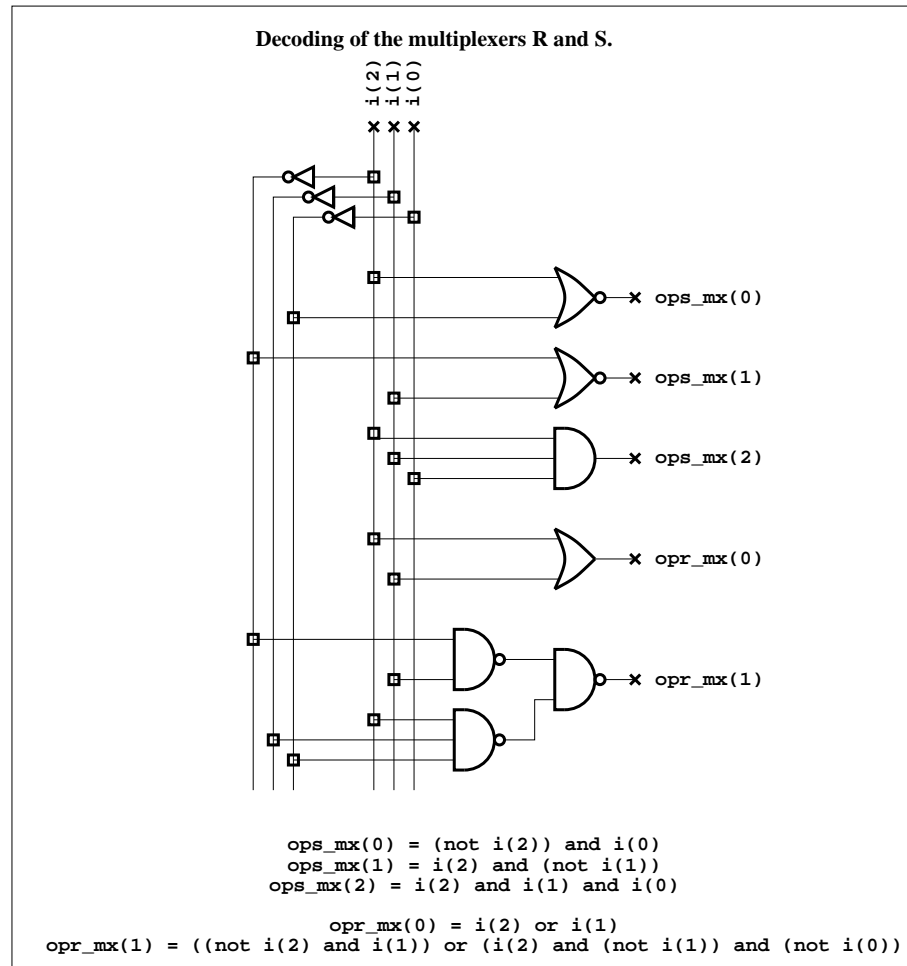 Decoding of the multiplexers R and S.
i(2)
i(1)
i(0)
ops_mx(0)
ops_mx(1)
ops_mx(2)
opr_mx(0)
opr_mx(1)
ops_mx(0) = (not i(2)) and i(0)
ops_mx(1) = i(2) and (not i(1))
ops_mx(2) = i(2) and i(1) and i(0)
opr_mx(0) = i(2) or i(1)
opr_mx(1) = ((not i(2) and i(1)) or (i(2) and (not i(1)) and (not i(0))